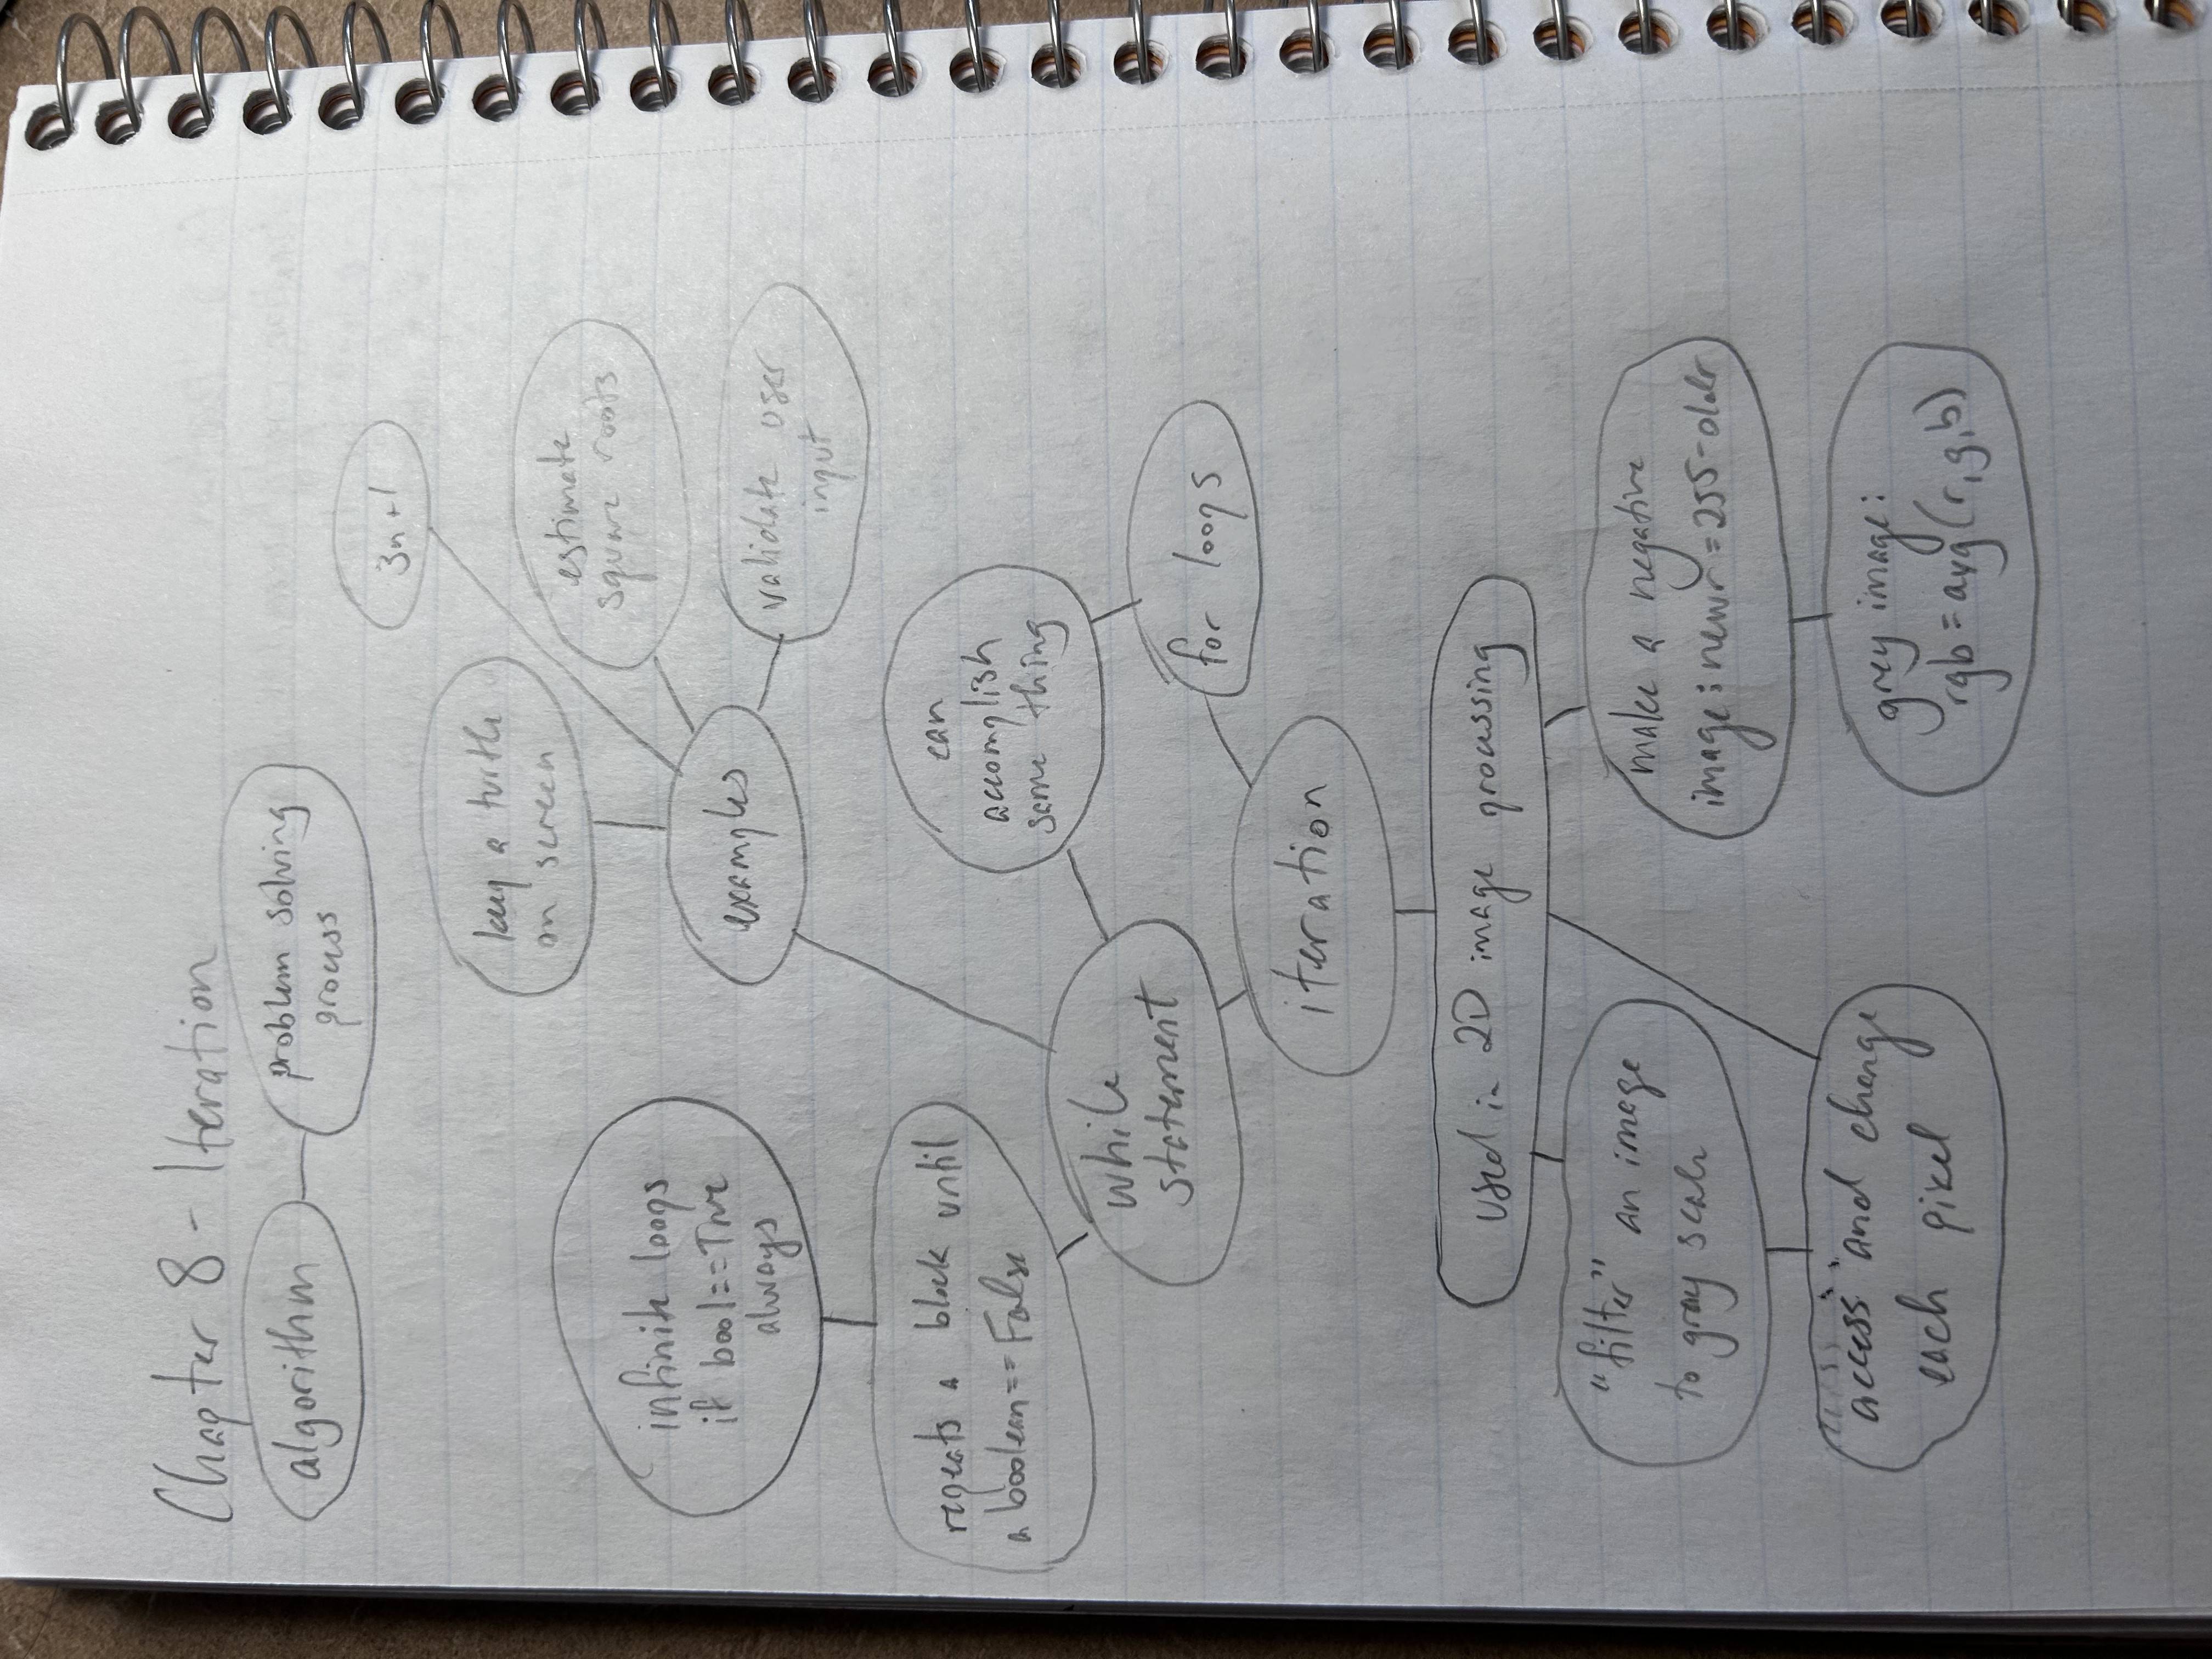 Chapter 8 - Iteration
algorithm
problem solving
process
3n+1
keep a turtle
on screen
estimate
square roots
infinite loops
if bool==True
always
examples
validate user
input
repeats a block until
a boolean==False
can
accomplish
same thing
while
statement
for loops
iteration
used in 2D image processing
"filter" an image
to gray scale
make a negative
image: newr=255-oldr
access and change
each pixel
grey image:
rgb=avg(r,g,b)